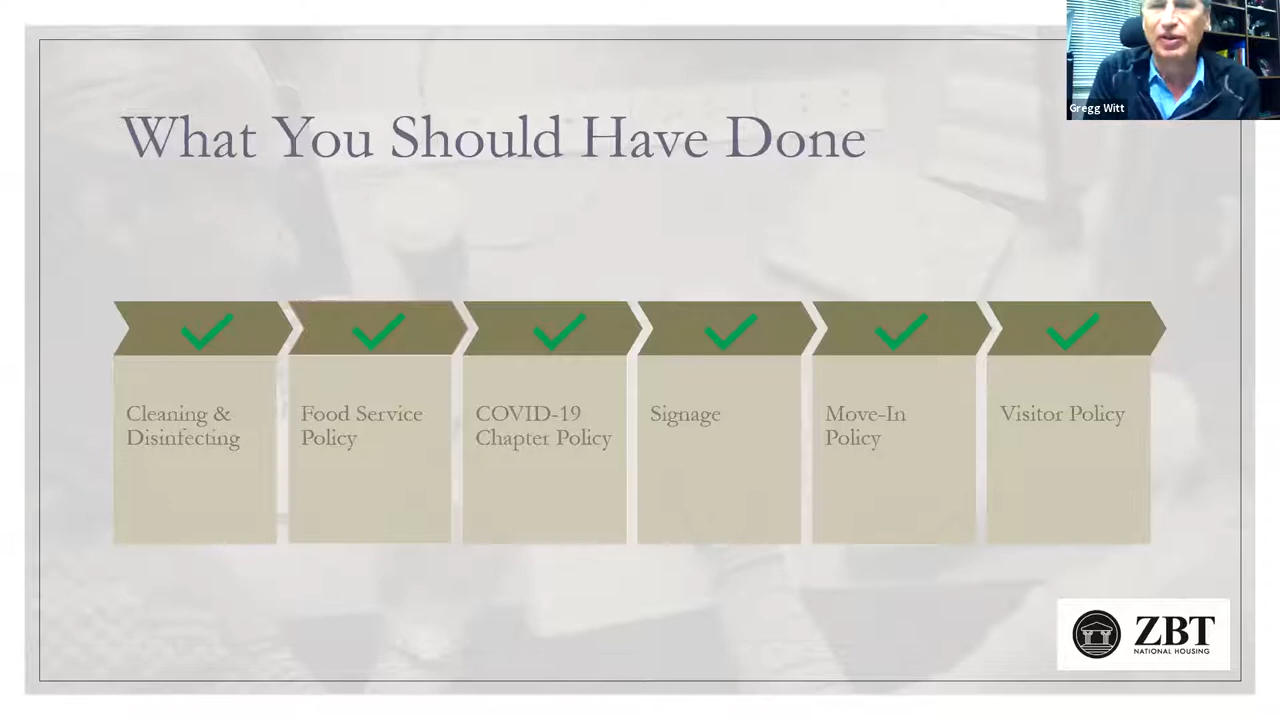 Gregg Witt
What You Should Have Done
Cleaning &
Disinfecting
Food Service
Policy
COVID-19
Chapter Policy
Signage
Move-In
Policy
Visitor Policy
ZBT
NATIONAL HOUSING